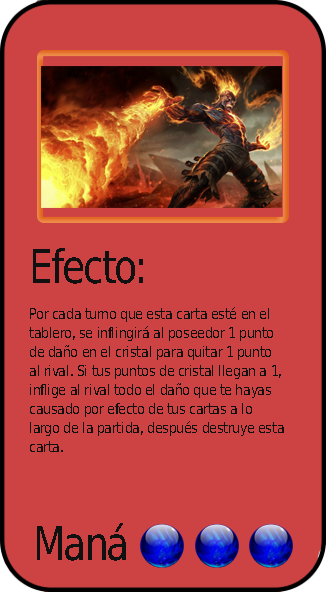 Efecto:
Por cada turno que esta carta esté en el
tablero, se inflingirá al poseedor 1 punto
de daño en el cristal para quitar 1 punto
al rival. Si tus puntos de cristal llegan a 1,
inflige al rival todo el daño que te hayas
causado por efecto de tus cartas a lo
largo de la partida, después destruye esta
carta.
Maná